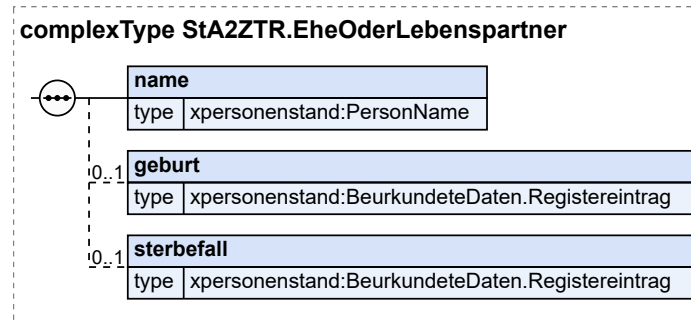 complexType StA2ZTR.EheOderLebenspartner
name
type xpersonenstand:PersonName
0..1
geburt
type xpersonenstand:BeurkundeteDaten.Registereintrag
0..1
sterbefall
type xpersonenstand:BeurkundeteDaten.Registereintrag